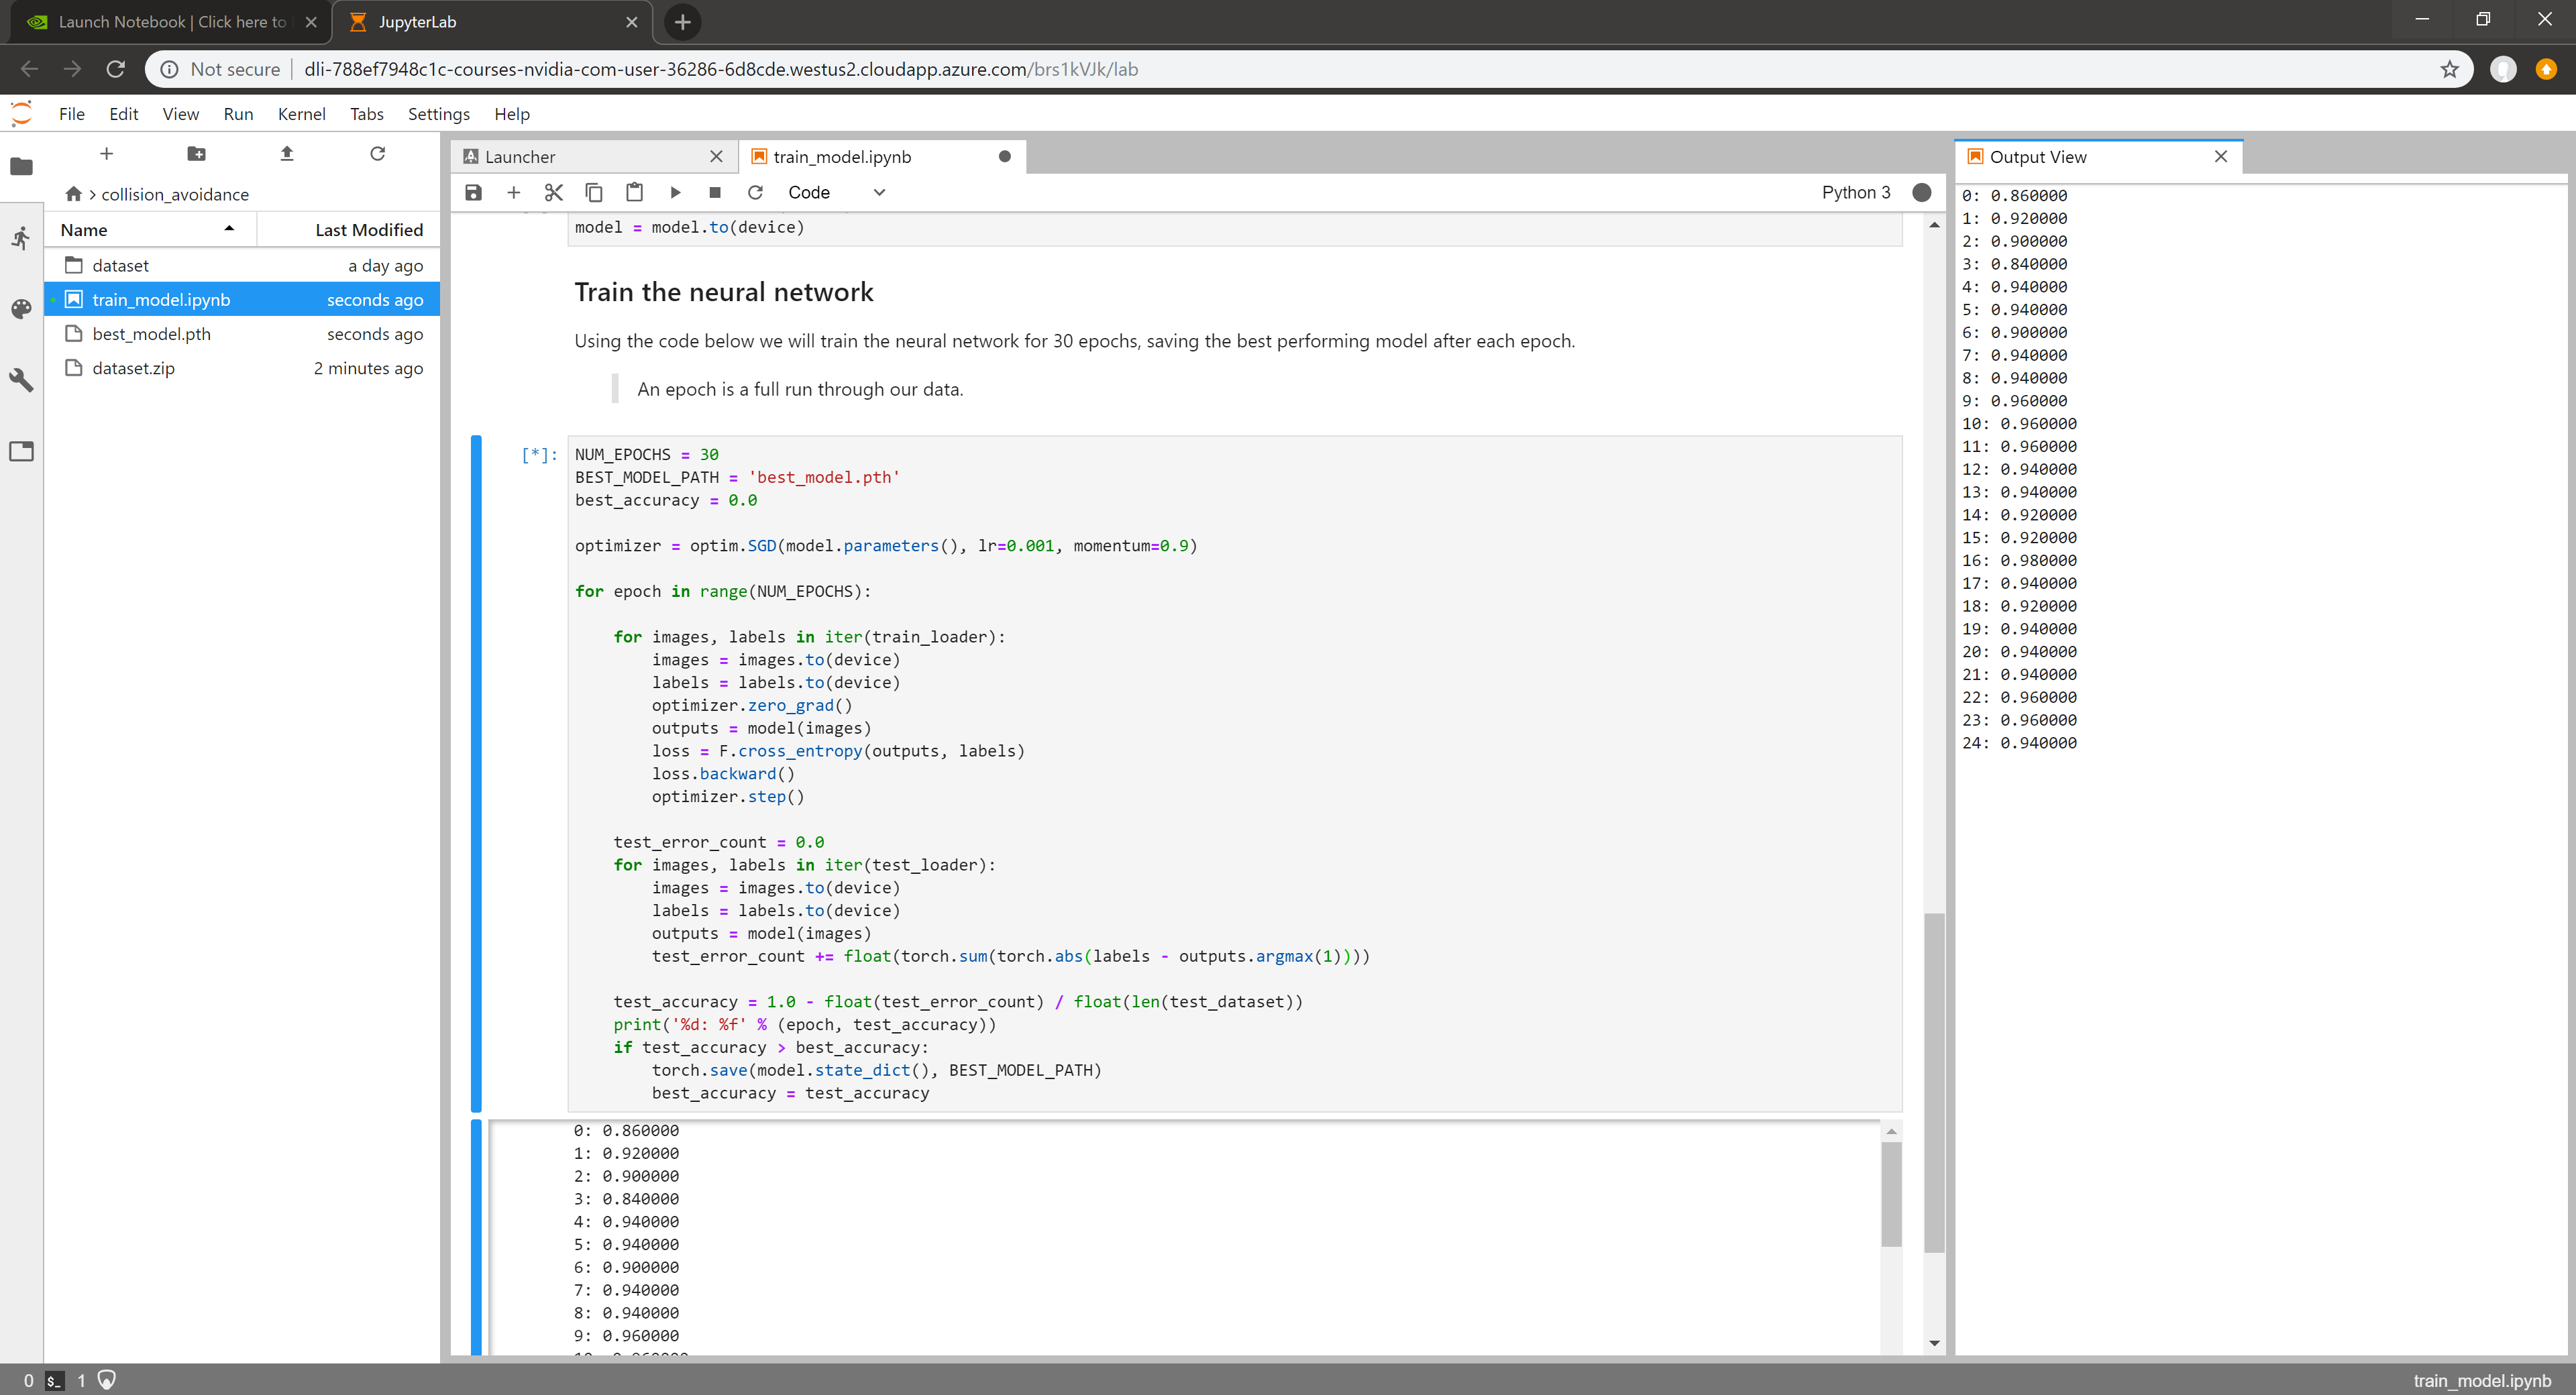 Launch Notebook | Click here to
JupyterLab
Not secure
dli-788ef7948c1c-courses-nvidia-com-user-36286-6d8cde.westus2.cloudapp.azure.com/brs1kVJk/lab
File Edit View Run Kernel Tabs Settings Help
> collision_avoidance
Name Last Modified
dataset a day ago
train_model.ipynb seconds ago
best_model.pth seconds ago
dataset.zip 2 minutes ago
Launcher
train_model.ipynb
Code
Python 3
model = model.to(device)
Train the neural network
Using the code below we will train the neural network for 30 epochs, saving the best performing model after each epoch.
An epoch is a full run through our data.
[*]:
NUM_EPOCHS = 30
BEST_MODEL_PATH = 'best_model.pth'
best_accuracy = 0.0
optimizer = optim.SGD(model.parameters(), lr=0.001, momentum=0.9)
for epoch in range(NUM_EPOCHS):
    for images, labels in iter(train_loader):
        images = images.to(device)
        labels = labels.to(device)
        optimizer.zero_grad()
        outputs = model(images)
        loss = F.cross_entropy(outputs, labels)
        loss.backward()
        optimizer.step()
    test_error_count = 0.0
    for images, labels in iter(test_loader):
        images = images.to(device)
        labels = labels.to(device)
        outputs = model(images)
        test_error_count += float(torch.sum(torch.abs(labels - outputs.argmax(1))))
    test_accuracy = 1.0 - float(test_error_count) / float(len(test_dataset))
    print('%d: %f' % (epoch, test_accuracy))
    if test_accuracy > best_accuracy:
        torch.save(model.state_dict(), BEST_MODEL_PATH)
        best_accuracy = test_accuracy
0: 0.860000
1: 0.920000
2: 0.900000
3: 0.840000
4: 0.940000
5: 0.940000
6: 0.900000
7: 0.940000
8: 0.940000
9: 0.960000
Output View
0: 0.860000
1: 0.920000
2: 0.900000
3: 0.840000
4: 0.940000
5: 0.940000
6: 0.900000
7: 0.940000
8: 0.940000
9: 0.960000
10: 0.960000
11: 0.960000
12: 0.940000
13: 0.940000
14: 0.920000
15: 0.920000
16: 0.980000
17: 0.940000
18: 0.920000
19: 0.940000
20: 0.940000
21: 0.940000
22: 0.960000
23: 0.960000
24: 0.940000
0 $_ 1
train_model.ipynb